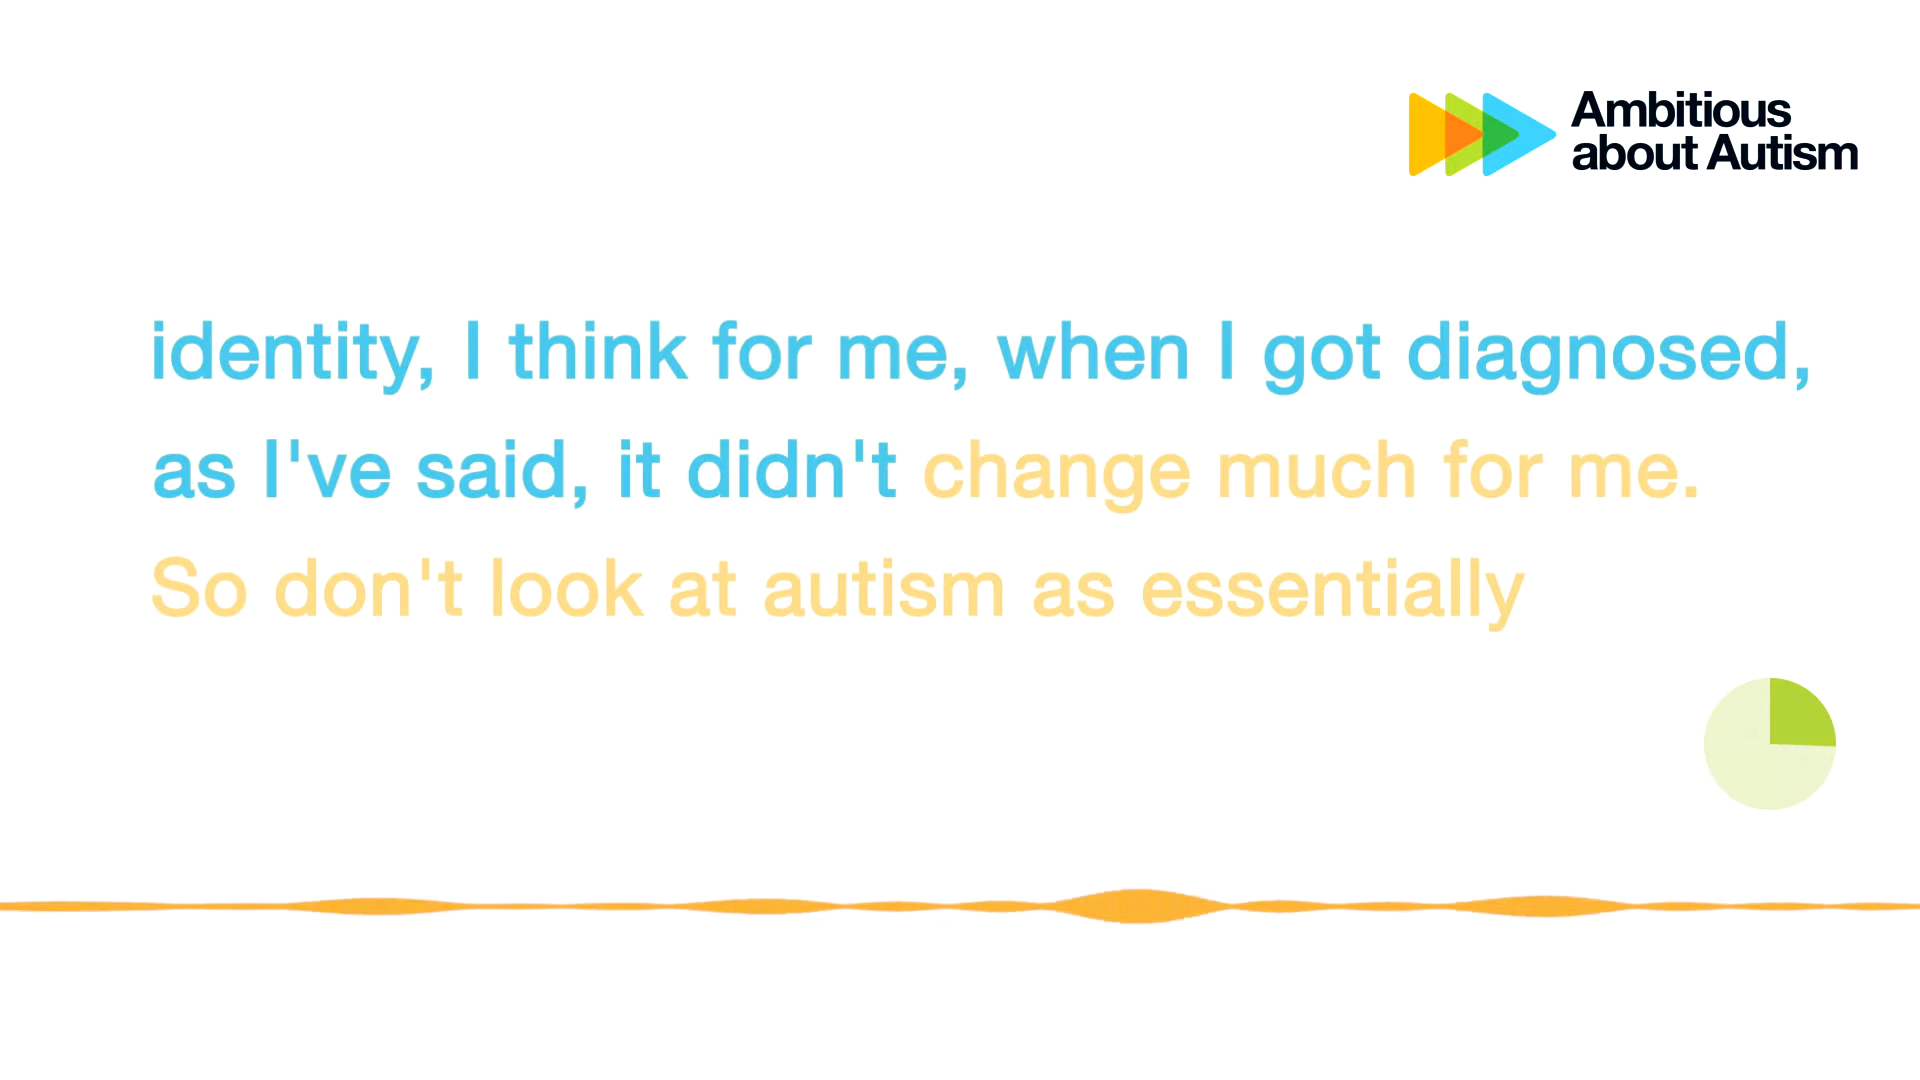 Ambitious
about Autism
identity, I think for me, when I got diagnosed,
as I've said, it didn't change much for me.
So don't look at autism as essentially